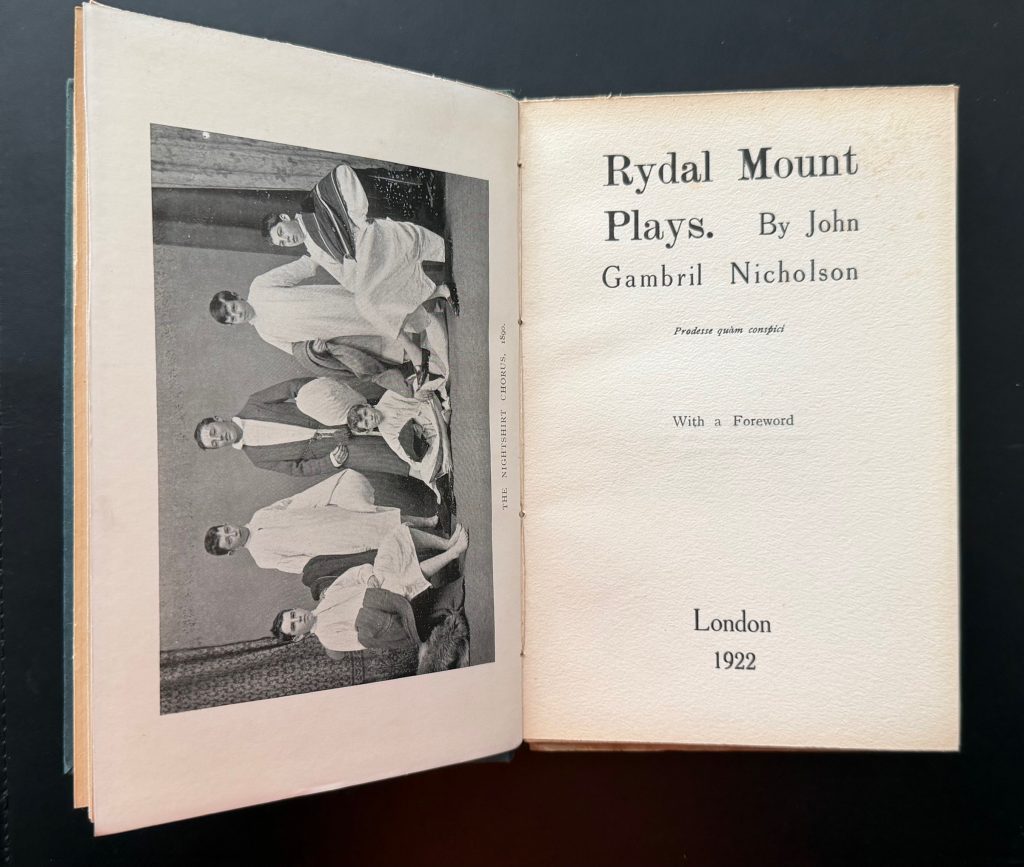 THE NIGHTSHIRT CHORUS, 1890.
Rydal Mount
Plays. By John
Gambril Nicholson
Prodesse quàm conspici
With a Foreword
London
1922